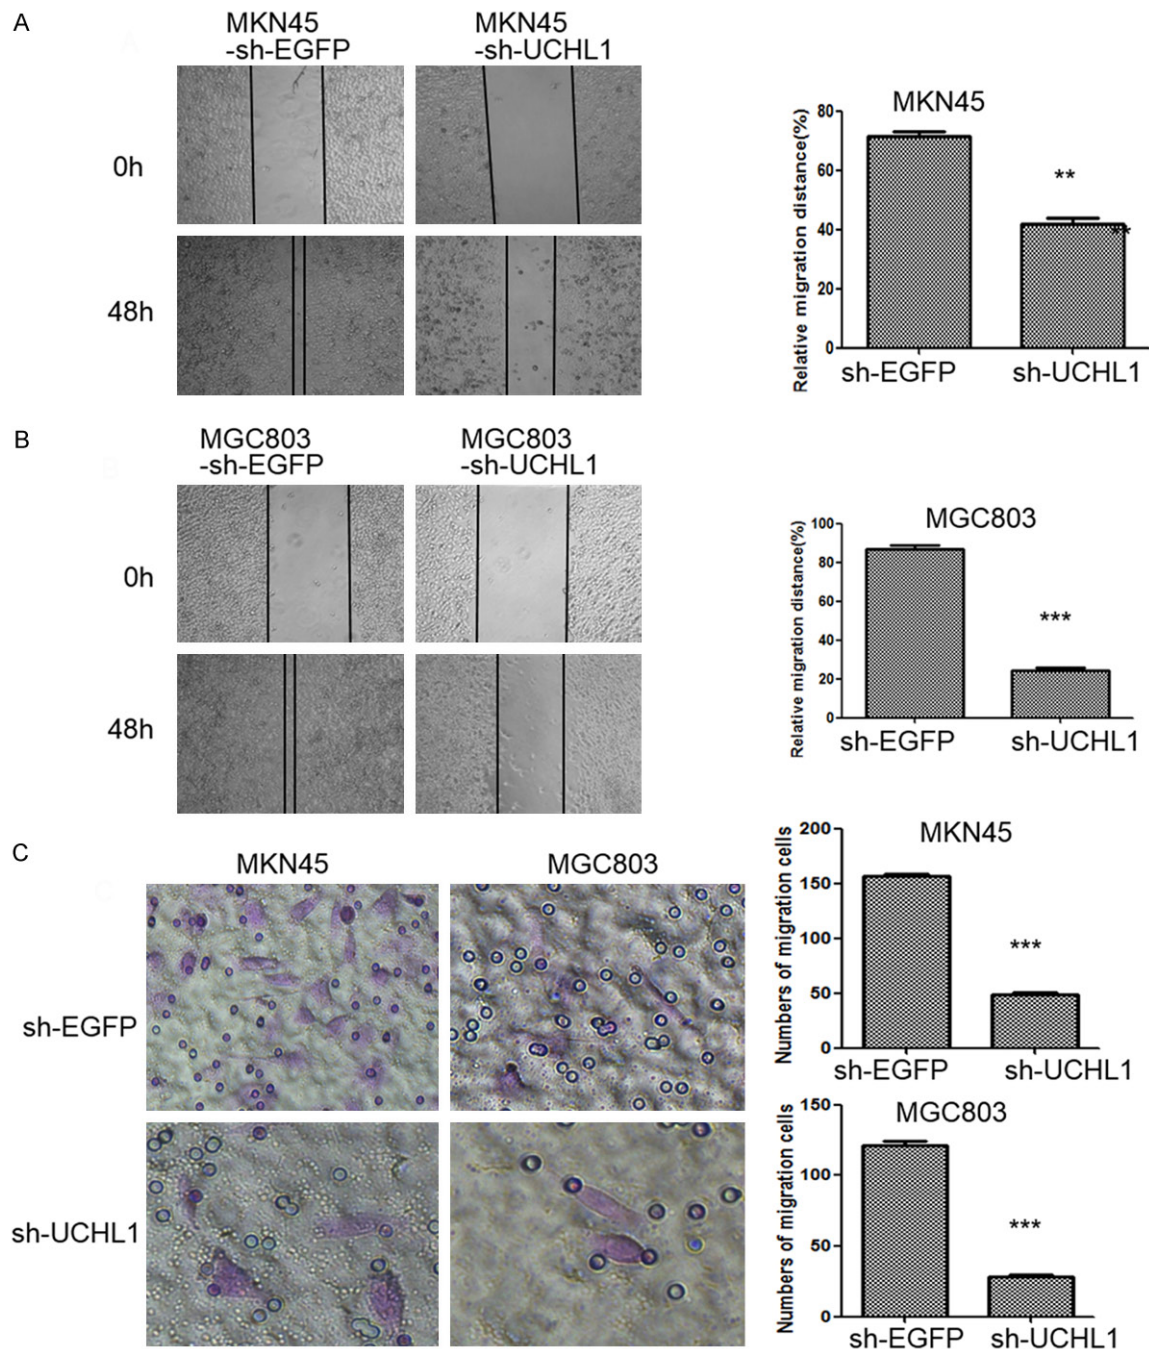 A
MKN45
-sh-EGFP
MKN45
-sh-UCHL1
0h
48h
MKN45
Relative migration distance(%)
80
60
40
20
0
**
**
sh-EGFP
sh-UCHL1
B
MGC803
-sh-EGFP
MGC803
-sh-UCHL1
0h
48h
MGC803
Relative migration distance(%)
100
80
60
40
20
0
***
sh-EGFP
sh-UCHL1
C
MKN45
MGC803
sh-EGFP
sh-UCHL1
MKN45
Numbers of migration cells
200
150
100
50
0
***
sh-EGFP
sh-UCHL1
MGC803
Numbers of migration cells
150
100
50
0
***
sh-EGFP
sh-UCHL1